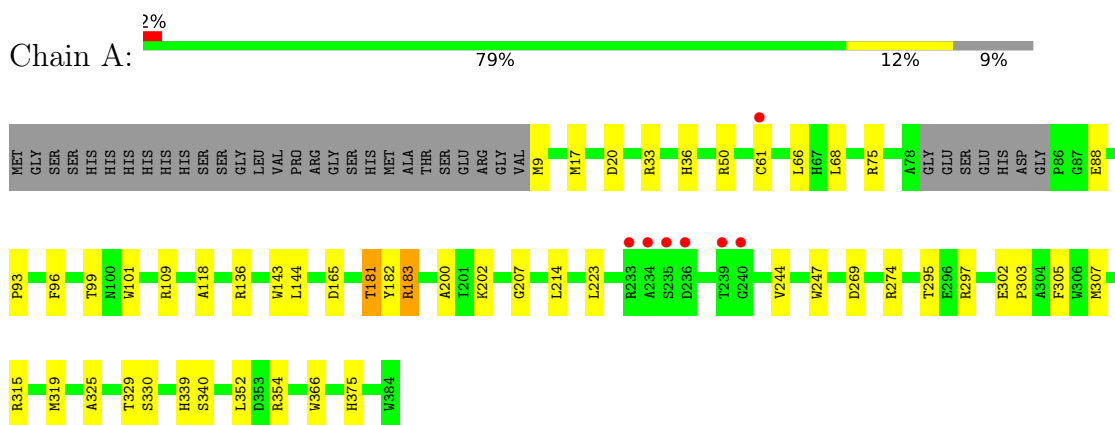 2%
Chain A:
79% 12% 9%
MET GLY SER SER HIS HIS HIS HIS HIS HIS SER SER GLY LEU VAL PRO ARG GLY SER HIS MET ALA THR SER GLU ARG GLY VAL M9 M17 D20 R33 H36 R50 C61 L66 H67 L68 R75 A78 GLY GLU SER GLU HIS ASP GLY P86 G87 E88
P93 F96 T99 N100 W101 R109 A118 R136 W143 L144 D165 T181 Y182 R183 A200 I201 K202 G207 L214 L223 R233 A234 S235 D236 T239 G240 V244 W247 D269 R274 T295 E296 R297 E302 P303 A304 F305 W306 M307
R315 M319 A325 T329 S330 H339 S340 L352 D353 R354 W366 H375 W384